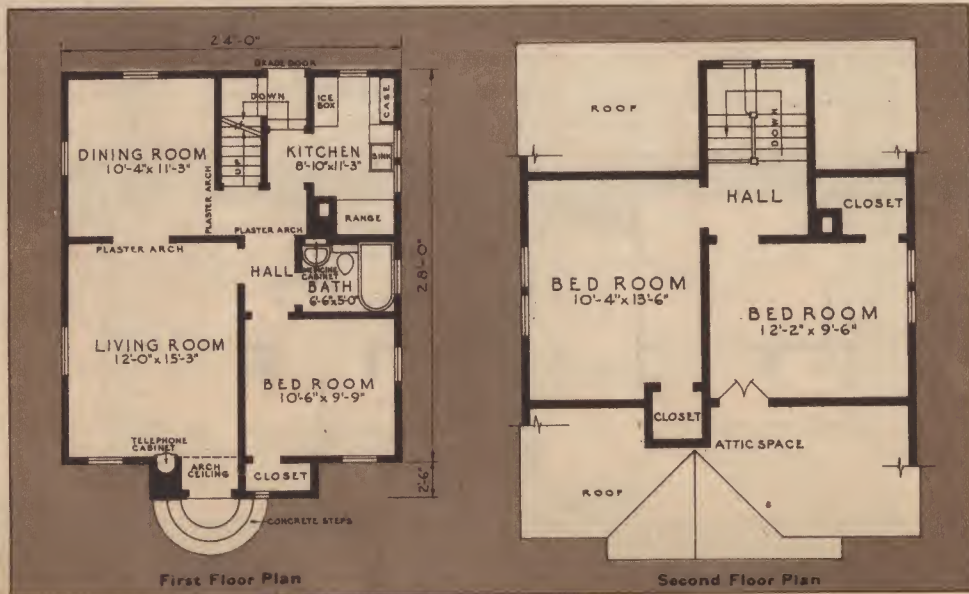 24'-0"
GRADE DOOR
DOWN
ICE
BOX
CASE
DINING ROOM
10'-4" x 11'-3"
UP
KITCHEN
8'-10" x 11'-3"
SINK
PLASTER ARCH
RANGE
PLASTER ARCH
PLASTER ARCH
HALL
MEDICINE
CABINET
BATH
6'-6" x 5'-0"
28'-0"
LIVING ROOM
12'-0" x 15'-3"
BED ROOM
10'-6" x 9'-9"
TELEPHONE
CABINET
ARCH
CEILING
CLOSET
2'-6"
CONCRETE STEPS
First Floor Plan
ROOF
DOWN
HALL
CLOSET
BED ROOM
10'-4" x 13'-6"
BED ROOM
12'-2" x 9'-6"
CLOSET
ATTIC SPACE
ROOF
Second Floor Plan